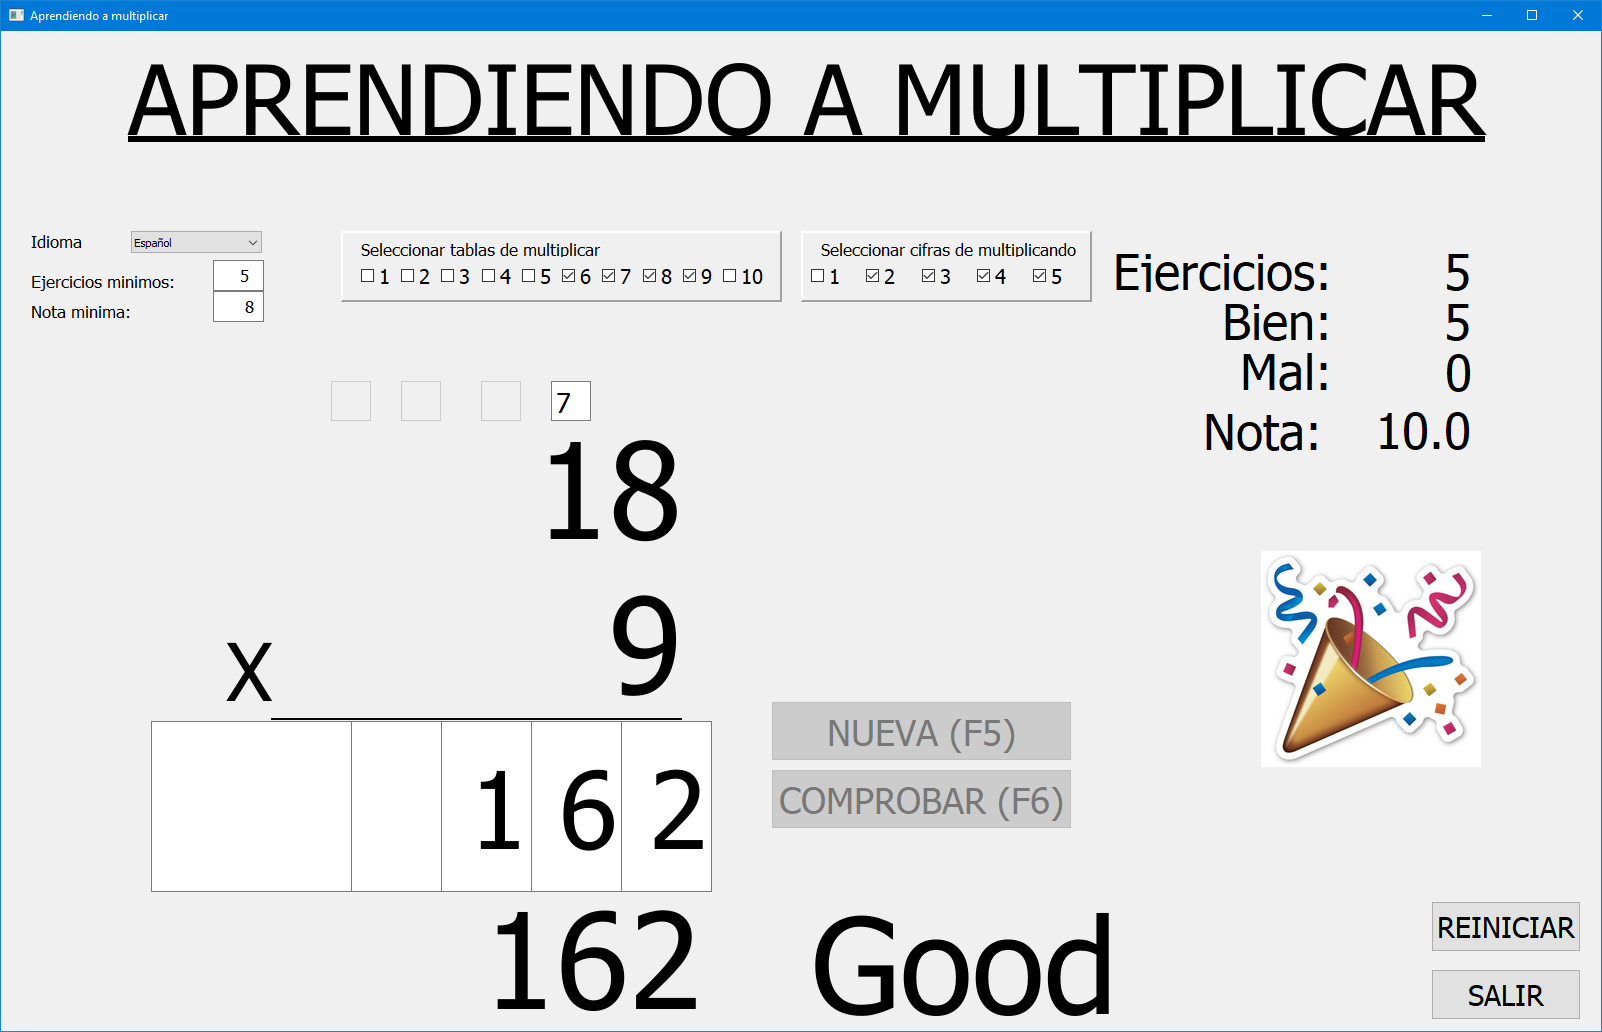 Aprendiendo a multiplicar
APRENDIENDO A MULTIPLICAR
Idioma
Español
Ejercicios minimos:
5
Nota minima:
8
Seleccionar tablas de multiplicar
1 2 3 4 5 6 7 8 9 10
Seleccionar cifras de multiplicando
1 2 3 4 5
Ejercicios: 5
Bien: 5
Mal: 0
Nota: 10.0
7
18
X 9
1 6 2
NUEVA (F5)
COMPROBAR (F6)
162
Good
REINICIAR
SALIR